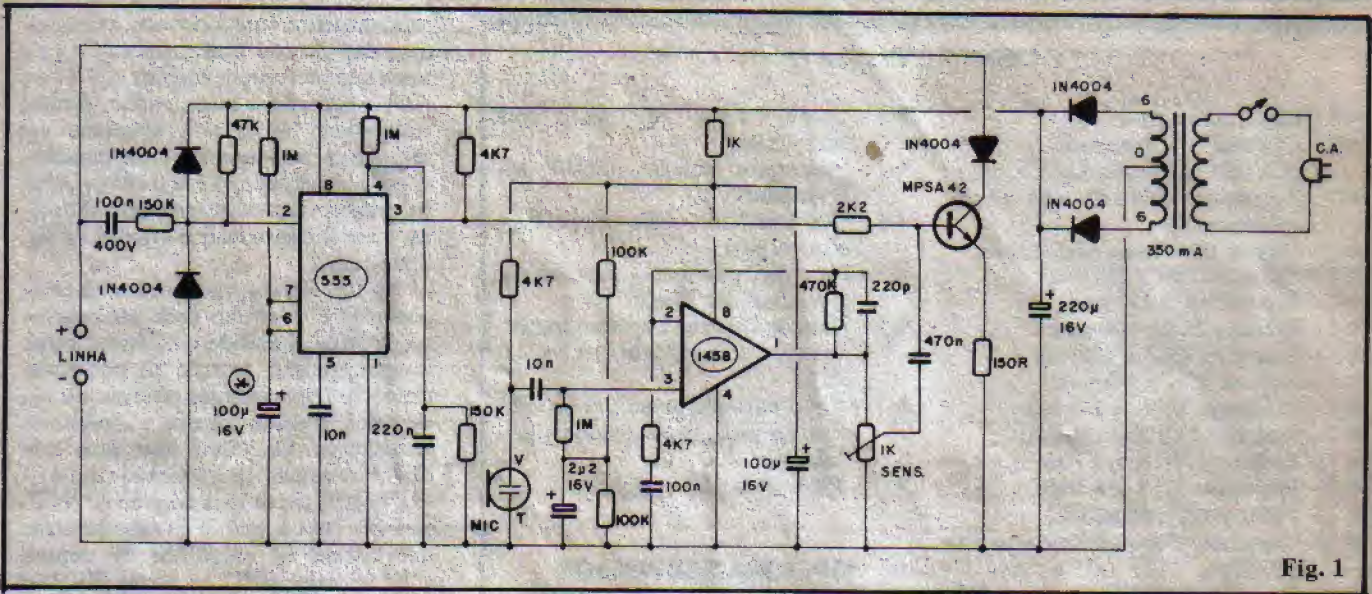 1N4004
6
1N4004
0
C.A.
1N4004
6
350 mA
220µ
16V
MPSA 42
2K2
150R
470n
1K
SENS.
220p
470K
1K
100K
4K7
2
8
1458
1
3
4
4K7
100n
100µ
16V
10n
1M
2µ2
16V
100K
V
MIC
T
4K7
1M
47K
1M
1N4004
8
4
2
3
555
7
6
5
1
100n
150K
400V
1N4004
+
LINHA
-
*
100µ
16V
10n
220n
150K
+
+
+
+
Fig. 1